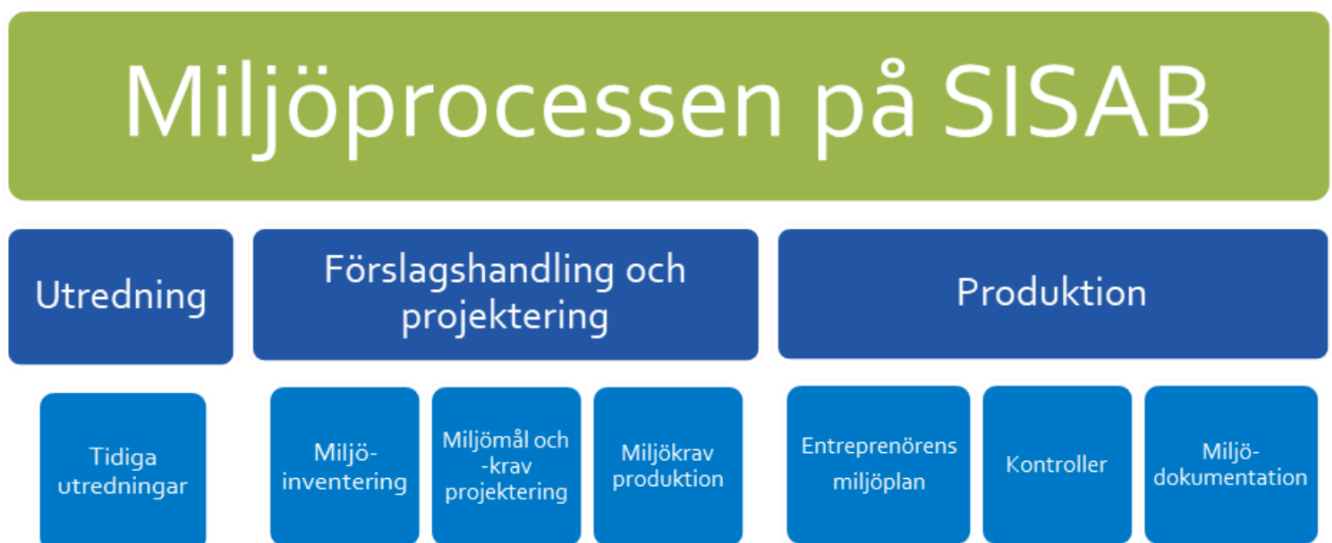 Miljöprocessen på SISAB
Utredning
Förslagshandling och
projektering
Produktion
Tidiga
utredningar
Miljö-
inventering
Miljömål och
-krav
projektering
Miljökrav
produktion
Entreprenörens
miljöplan
Kontroller
Miljö-
dokumentation